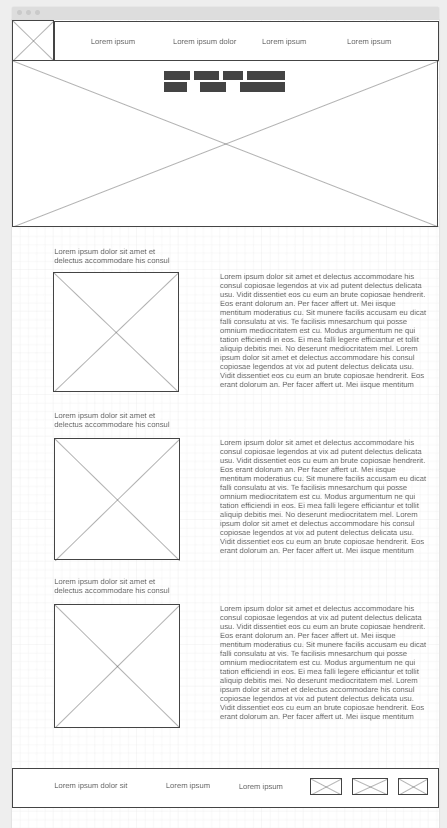 Lorem ipsum Lorem ipsum dolor Lorem ipsum Lorem ipsum
Lorem ipsum dolor sit amet et
delectus accommodare his consul
Lorem ipsum dolor sit amet et delectus accommodare his
consul copiosae legendos at vix ad putent delectus delicata
usu. Vidit dissentiet eos cu eum an brute copiosae hendrerit.
Eos erant dolorum an. Per facer affert ut. Mei iisque
mentitum moderatius cu. Sit munere facilis accusam eu dicat
falli consulatu at vis. Te facilisis mnesarchum qui posse
omnium mediocritatem est cu. Modus argumentum ne qui
tation efficiendi in eos. Ei mea falli legere efficiantur et tollit
aliquip debitis mei. No deserunt mediocritatem mel. Lorem
ipsum dolor sit amet et delectus accommodare his consul
copiosae legendos at vix ad putent delectus delicata usu.
Vidit dissentiet eos cu eum an brute copiosae hendrerit. Eos
erant dolorum an. Per facer affert ut. Mei iisque mentitum
Lorem ipsum dolor sit amet et
delectus accommodare his consul
Lorem ipsum dolor sit amet et delectus accommodare his
consul copiosae legendos at vix ad putent delectus delicata
usu. Vidit dissentiet eos cu eum an brute copiosae hendrerit.
Eos erant dolorum an. Per facer affert ut. Mei iisque
mentitum moderatius cu. Sit munere facilis accusam eu dicat
falli consulatu at vis. Te facilisis mnesarchum qui posse
omnium mediocritatem est cu. Modus argumentum ne qui
tation efficiendi in eos. Ei mea falli legere efficiantur et tollit
aliquip debitis mei. No deserunt mediocritatem mel. Lorem
ipsum dolor sit amet et delectus accommodare his consul
copiosae legendos at vix ad putent delectus delicata usu.
Vidit dissentiet eos cu eum an brute copiosae hendrerit. Eos
erant dolorum an. Per facer affert ut. Mei iisque mentitum
Lorem ipsum dolor sit amet et
delectus accommodare his consul
Lorem ipsum dolor sit amet et delectus accommodare his
consul copiosae legendos at vix ad putent delectus delicata
usu. Vidit dissentiet eos cu eum an brute copiosae hendrerit.
Eos erant dolorum an. Per facer affert ut. Mei iisque
mentitum moderatius cu. Sit munere facilis accusam eu dicat
falli consulatu at vis. Te facilisis mnesarchum qui posse
omnium mediocritatem est cu. Modus argumentum ne qui
tation efficiendi in eos. Ei mea falli legere efficiantur et tollit
aliquip debitis mei. No deserunt mediocritatem mel. Lorem
ipsum dolor sit amet et delectus accommodare his consul
copiosae legendos at vix ad putent delectus delicata usu.
Vidit dissentiet eos cu eum an brute copiosae hendrerit. Eos
erant dolorum an. Per facer affert ut. Mei iisque mentitum
Lorem ipsum dolor sit Lorem ipsum Lorem ipsum